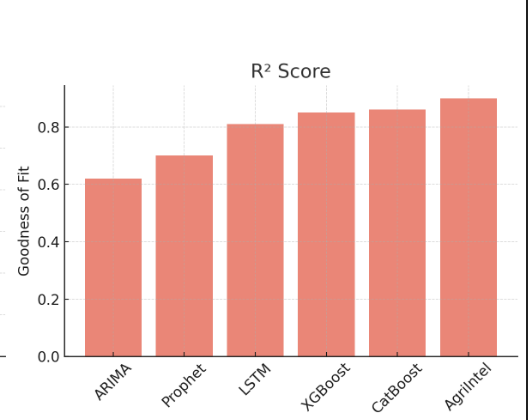 R² Score
Goodness of Fit
0.8
0.6
0.4
0.2
0.0
ARIMA
Prophet
LSTM
XGBoost
CatBoost
AgriIntel